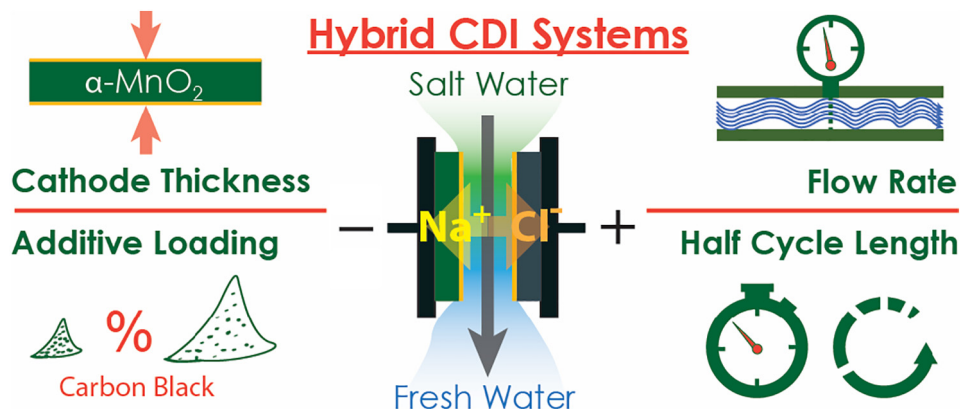 Hybrid CDI Systems
α-MnO₂
Salt Water
Cathode Thickness
Flow Rate
− Na⁺ Cl⁻ +
Additive Loading
Half Cycle Length
%
Carbon Black
Fresh Water